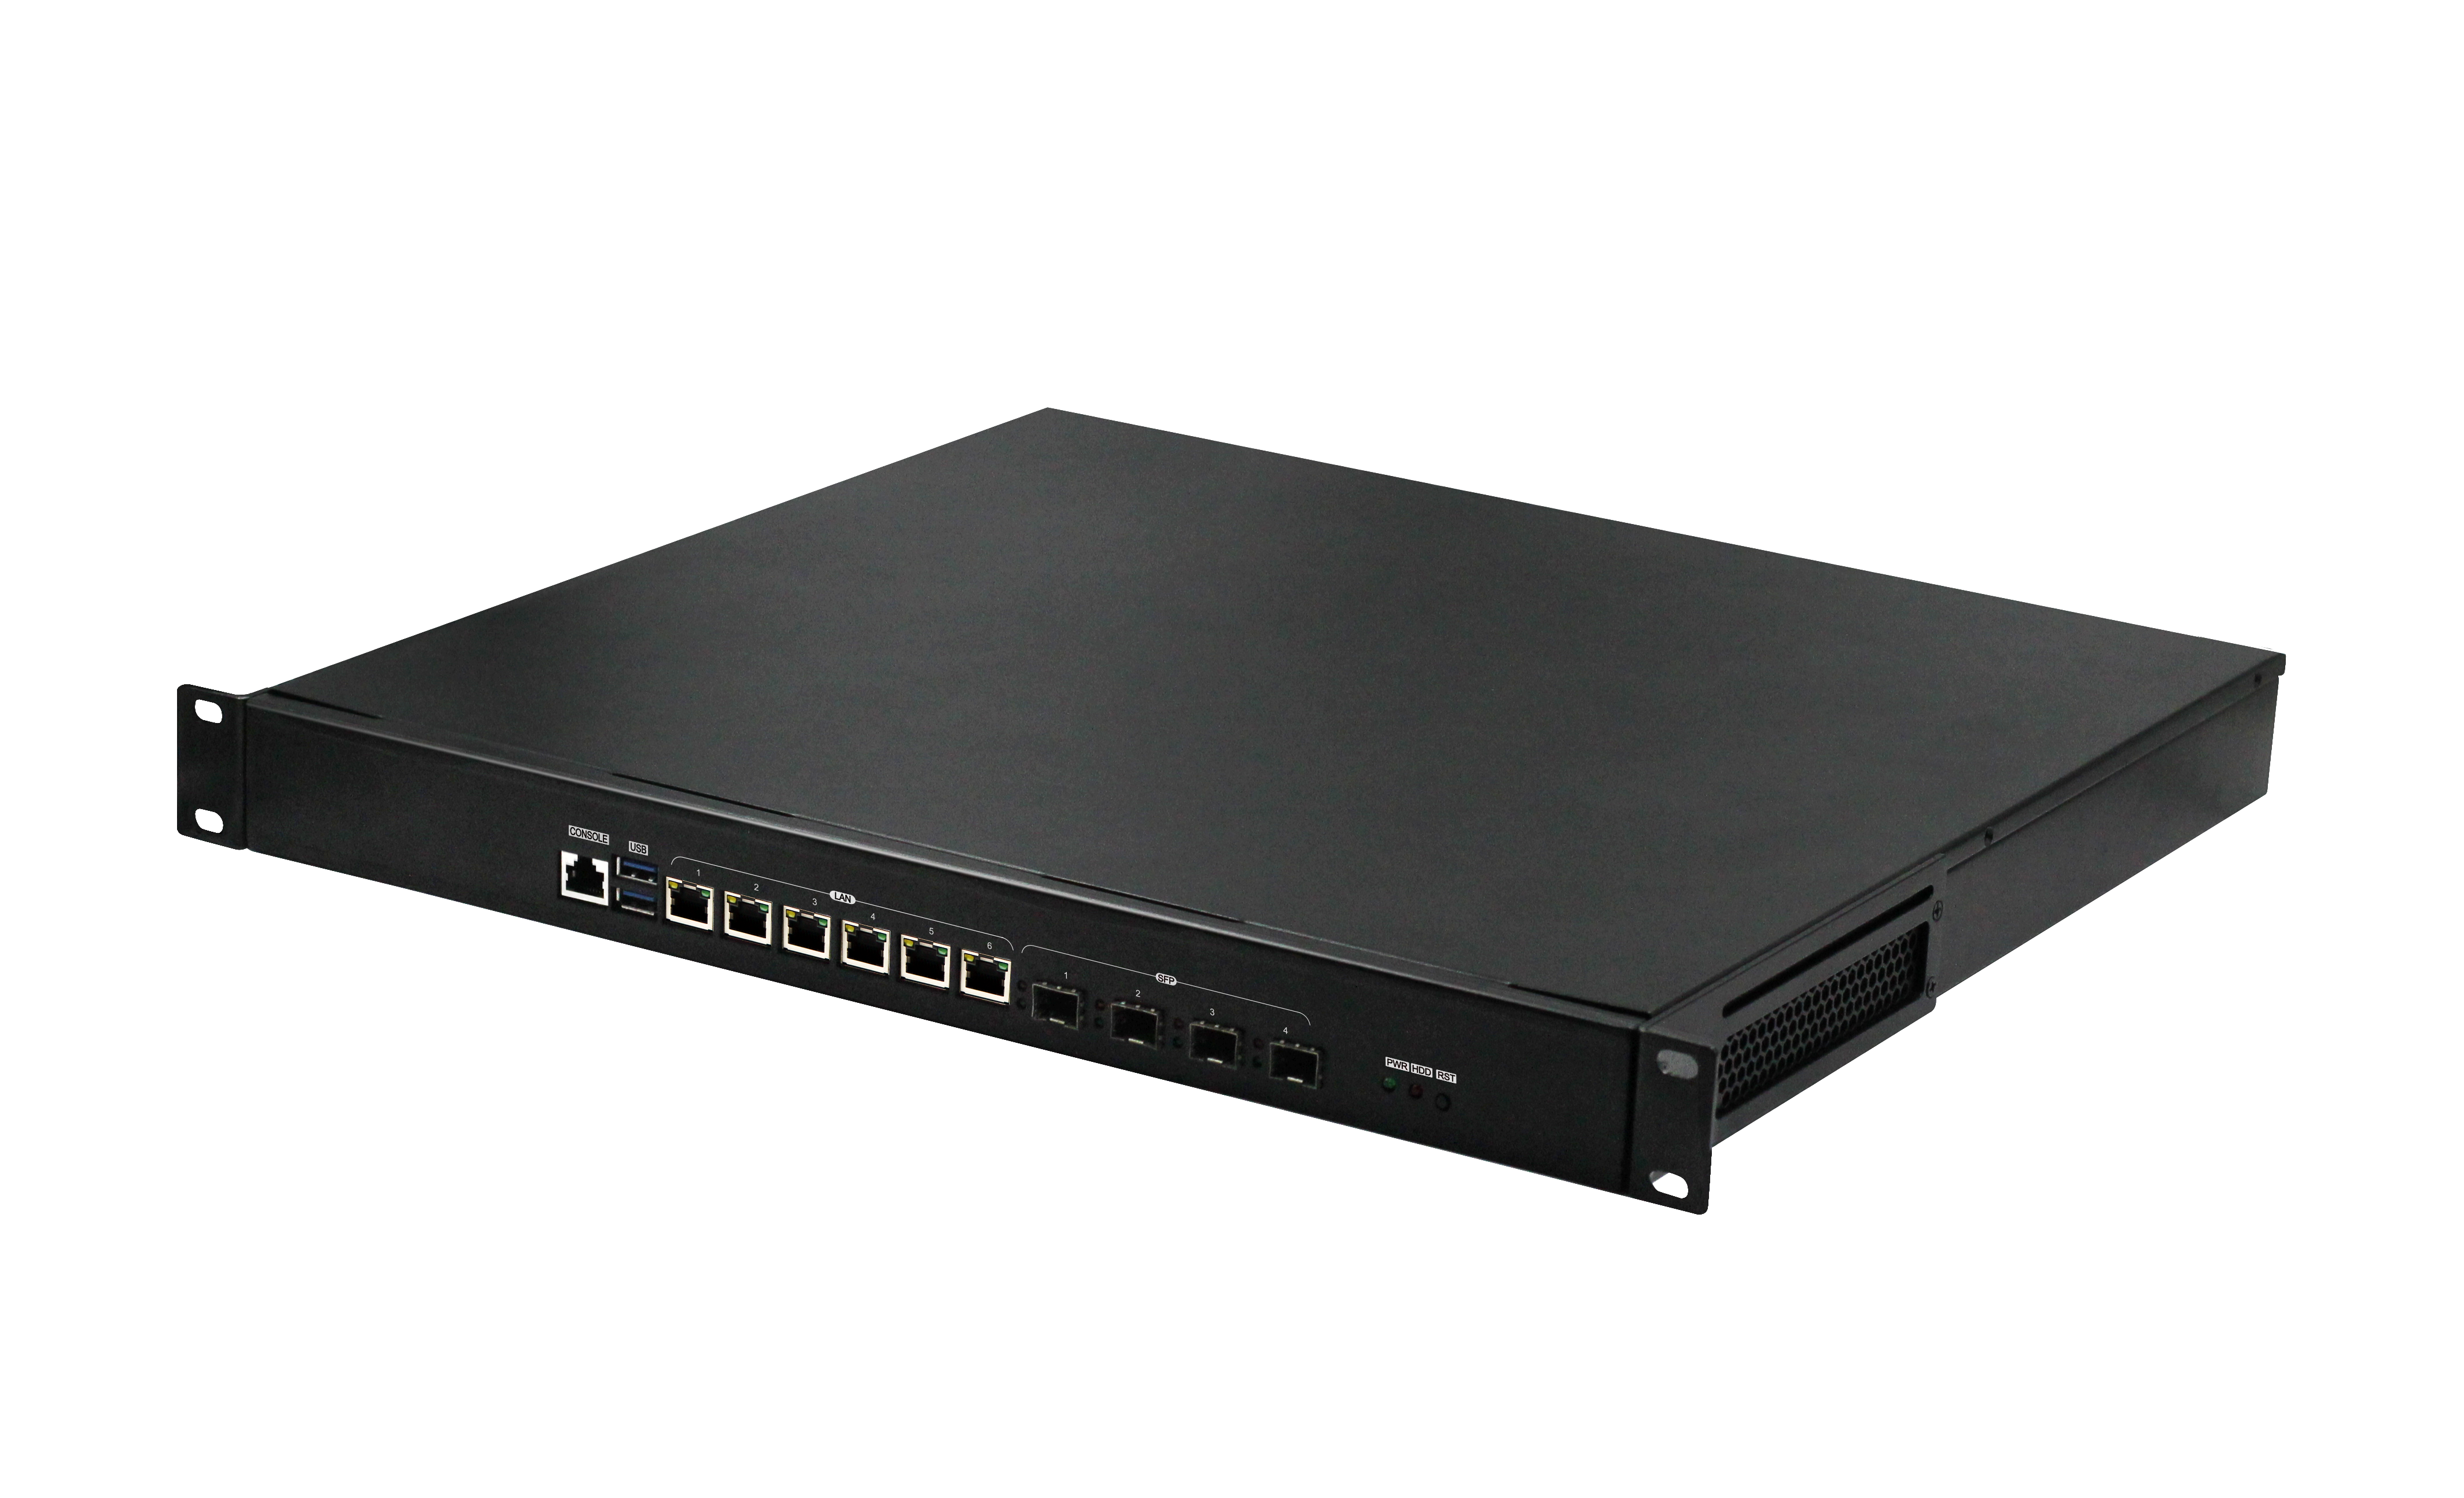 CONSOLE
USB
LAN
1 2 3 4 5 6
SFP
1 2 3 4
PWR HDD RST